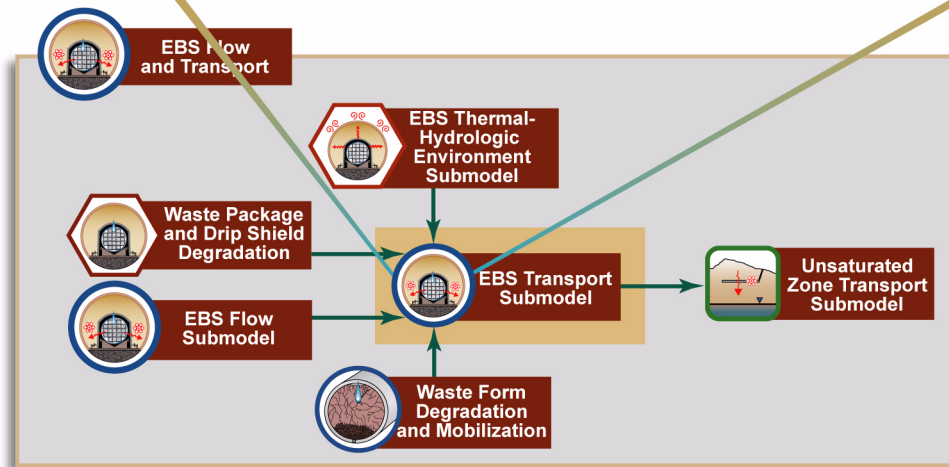 EBS Flow
and Transport
EBS Thermal-
Hydrologic
Environment
Submodel
Waste Package
and Drip Shield
Degradation
EBS Transport
Submodel
Unsaturated
Zone Transport
Submodel
EBS Flow
Submodel
Waste Form
Degradation
and Mobilization